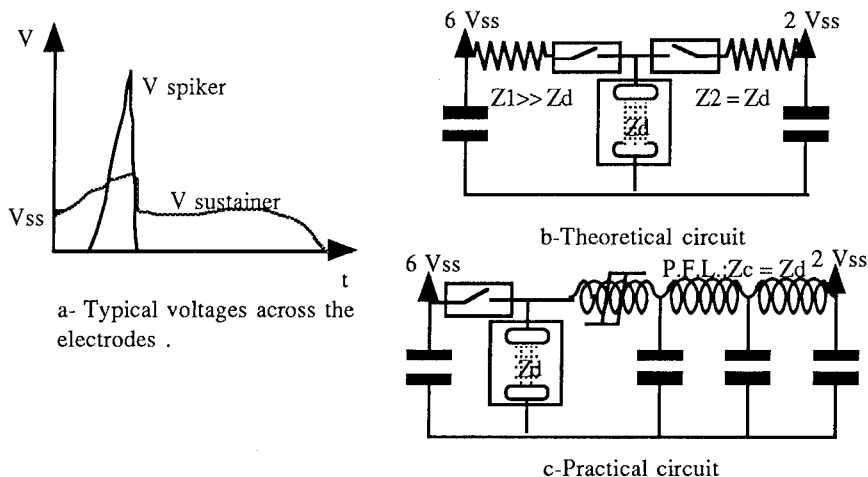 V
V spiker
V sustainer
Vss
t
a- Typical voltages across the
electrodes .
6 Vss
2 Vss
Z1>> Zd
Z2 = Zd
Zd
b-Theoretical circuit
6 Vss
P.F.L.:Zc = Zd
2 Vss
Zd
c-Practical circuit